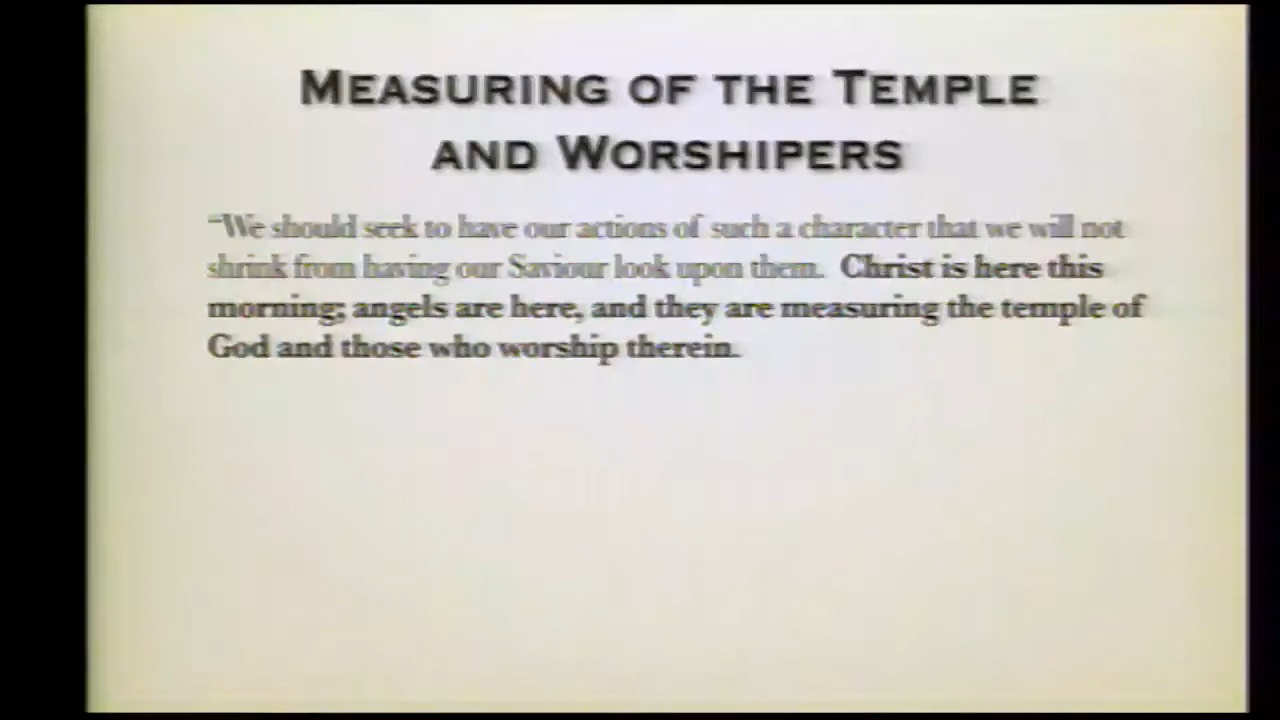 MEASURING OF THE TEMPLE
AND WORSHIPERS
“We should seek to have our actions of such a character that we will not
shrink from having our Saviour look upon them. Christ is here this
morning; angels are here, and they are measuring the temple of
God and those who worship therein.